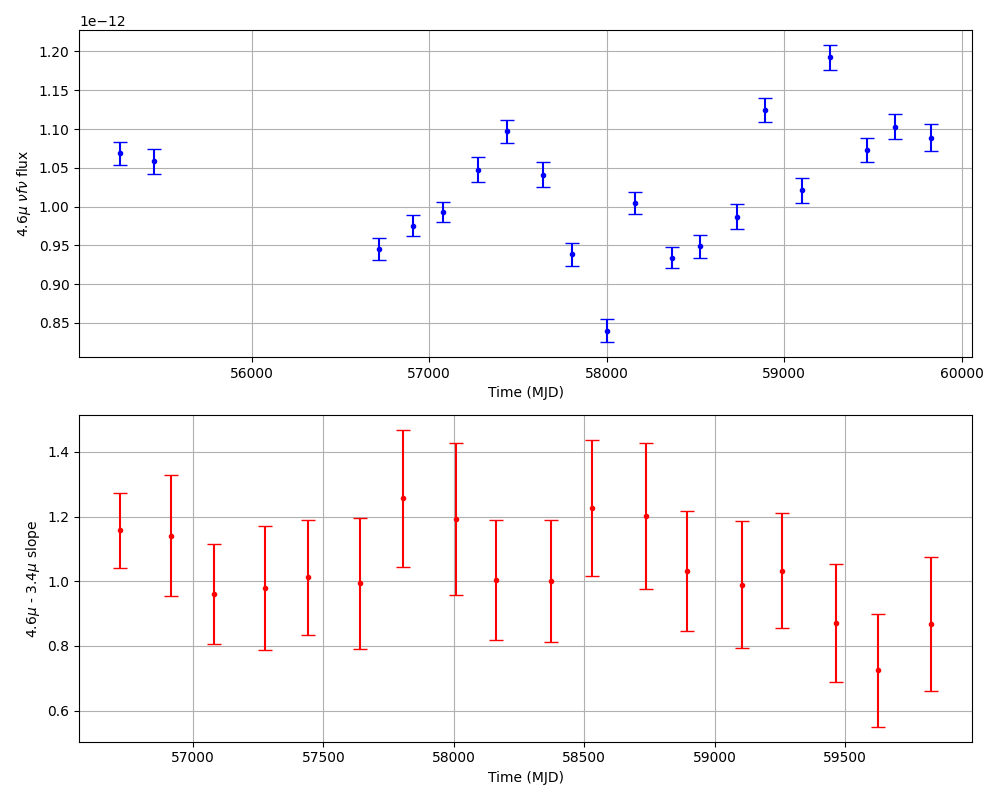 1e−12
1.20
1.15
1.10
1.05
1.00
0.95
0.90
0.85
4.6μ νfν flux
56000 57000 58000 59000 60000
Time (MJD)
1.4
1.2
1.0
0.8
0.6
4.6μ - 3.4μ slope
57000 57500 58000 58500 59000 59500
Time (MJD)